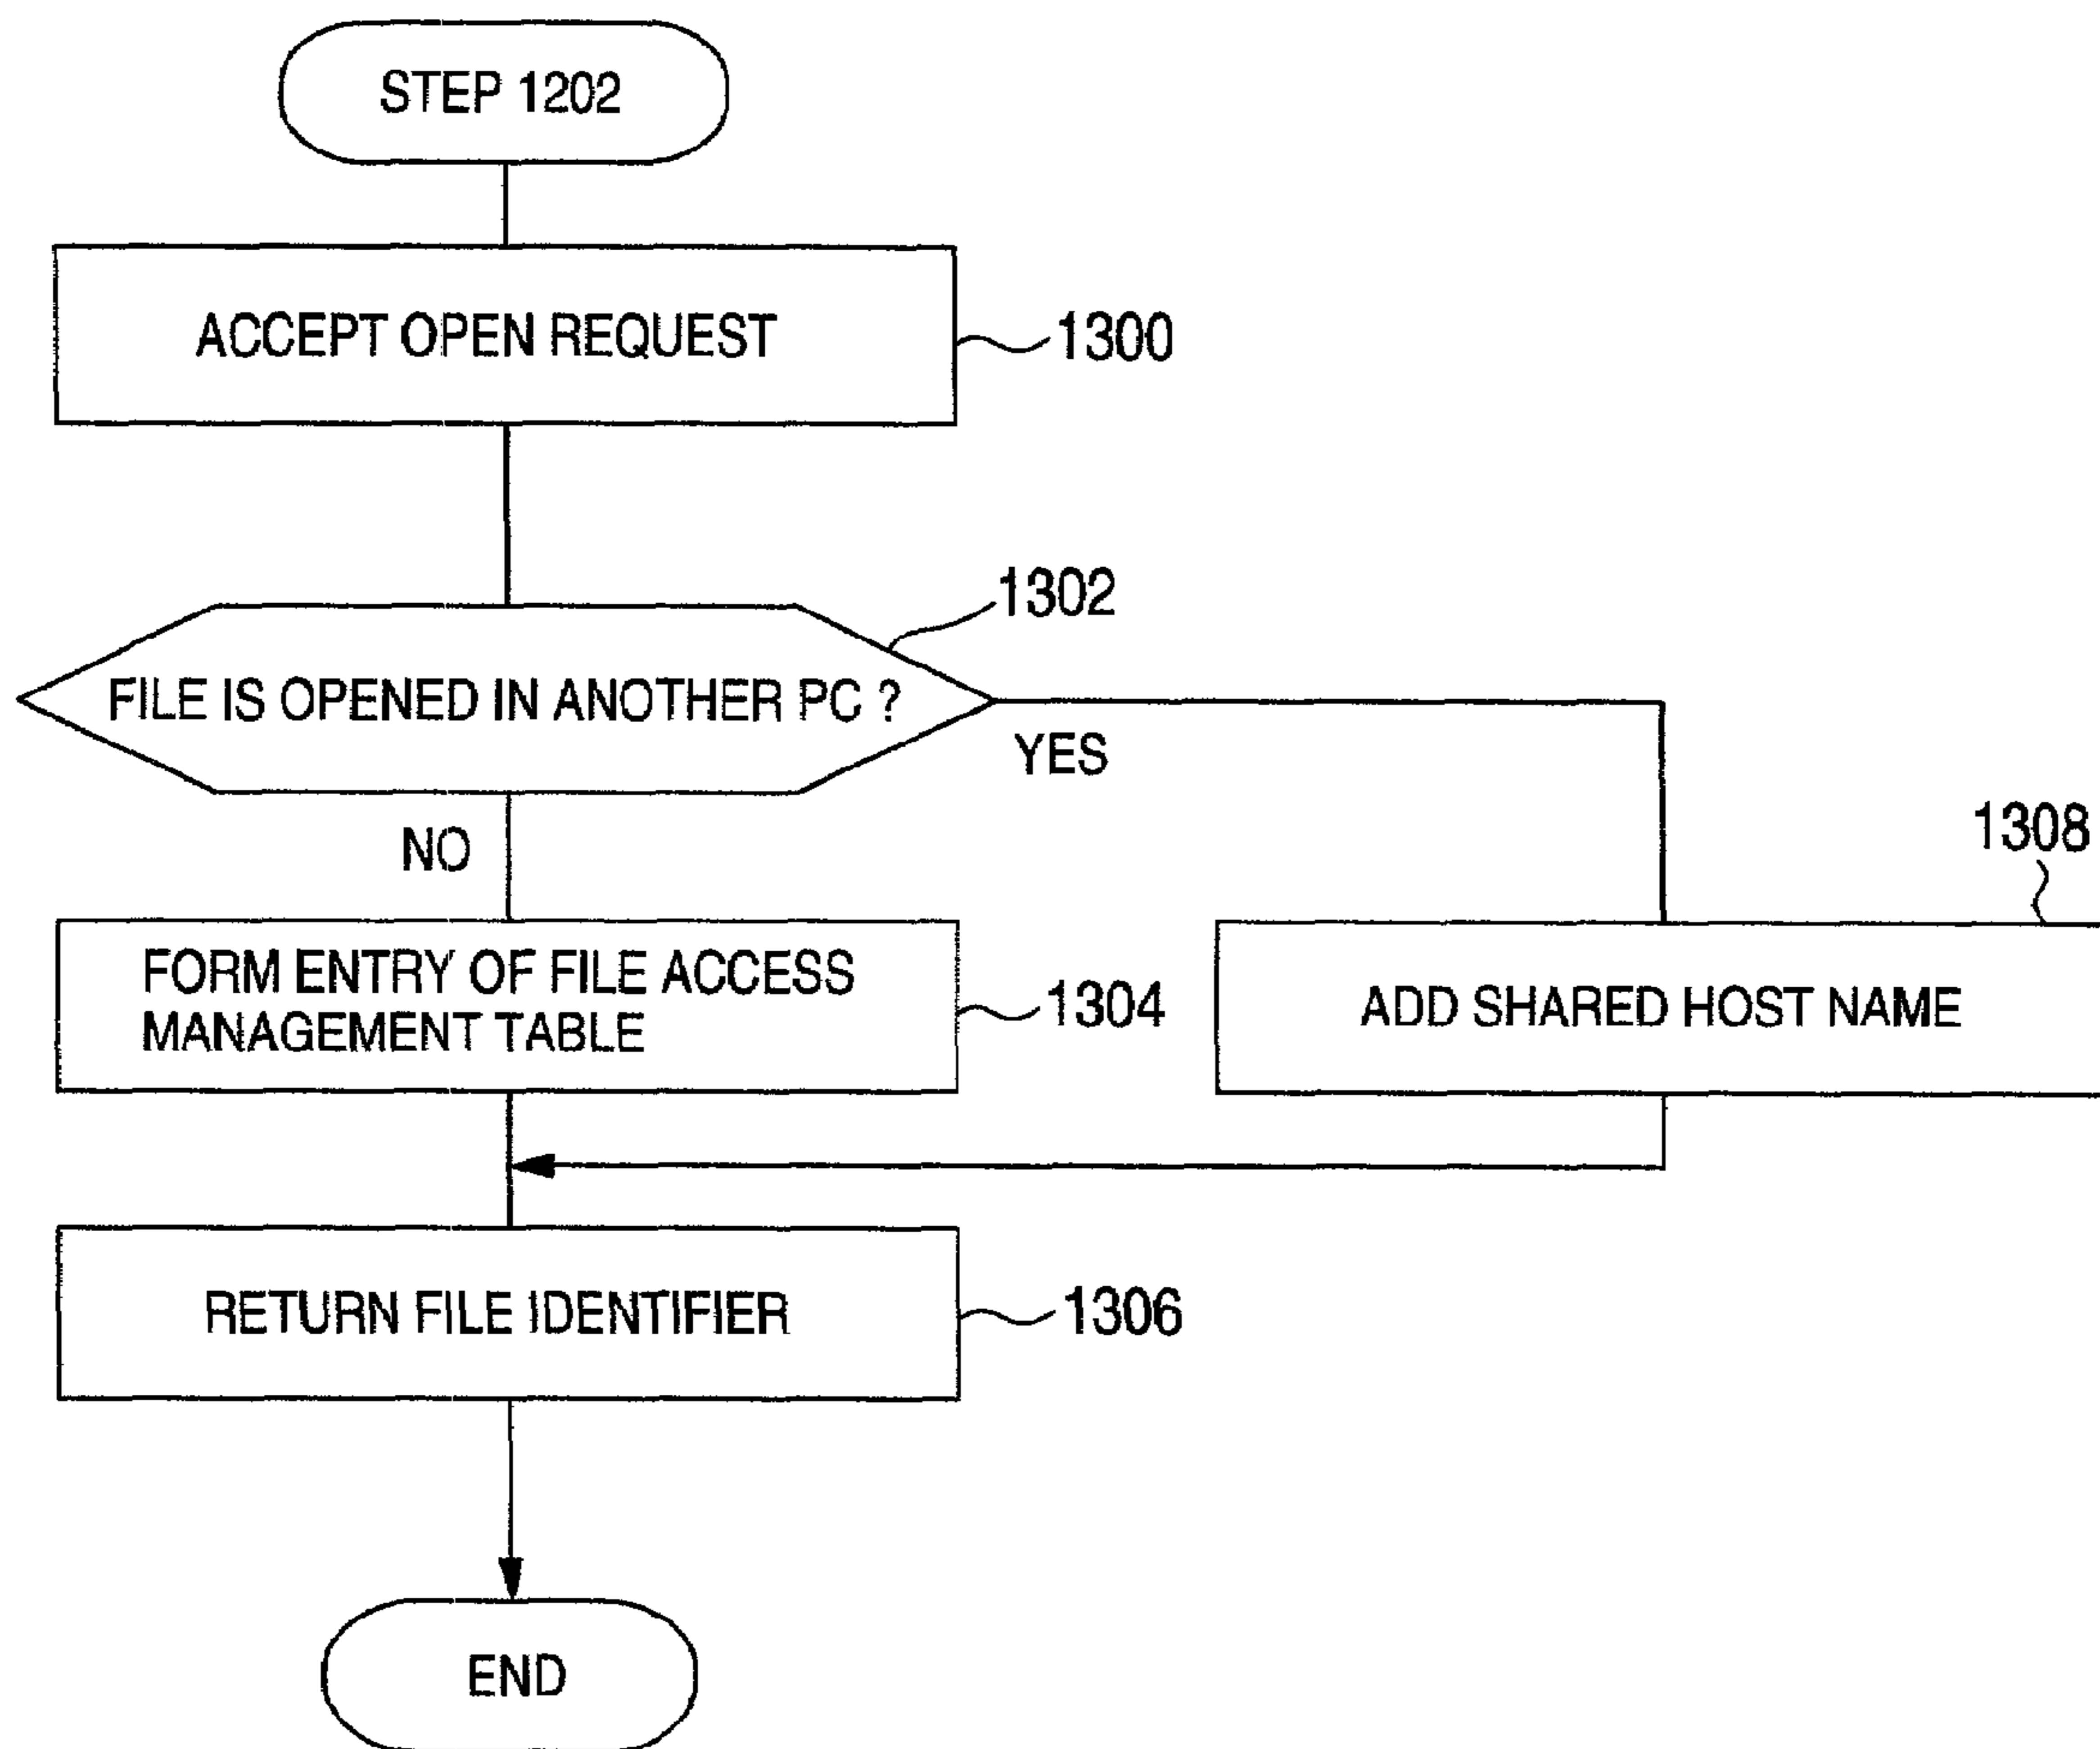 STEP 1202
ACCEPT OPEN REQUEST
1300
1302
FILE IS OPENED IN ANOTHER PC ?
YES
NO
1308
FORM ENTRY OF FILE ACCESS
MANAGEMENT TABLE
1304
ADD SHARED HOST NAME
RETURN FILE IDENTIFIER
1306
END